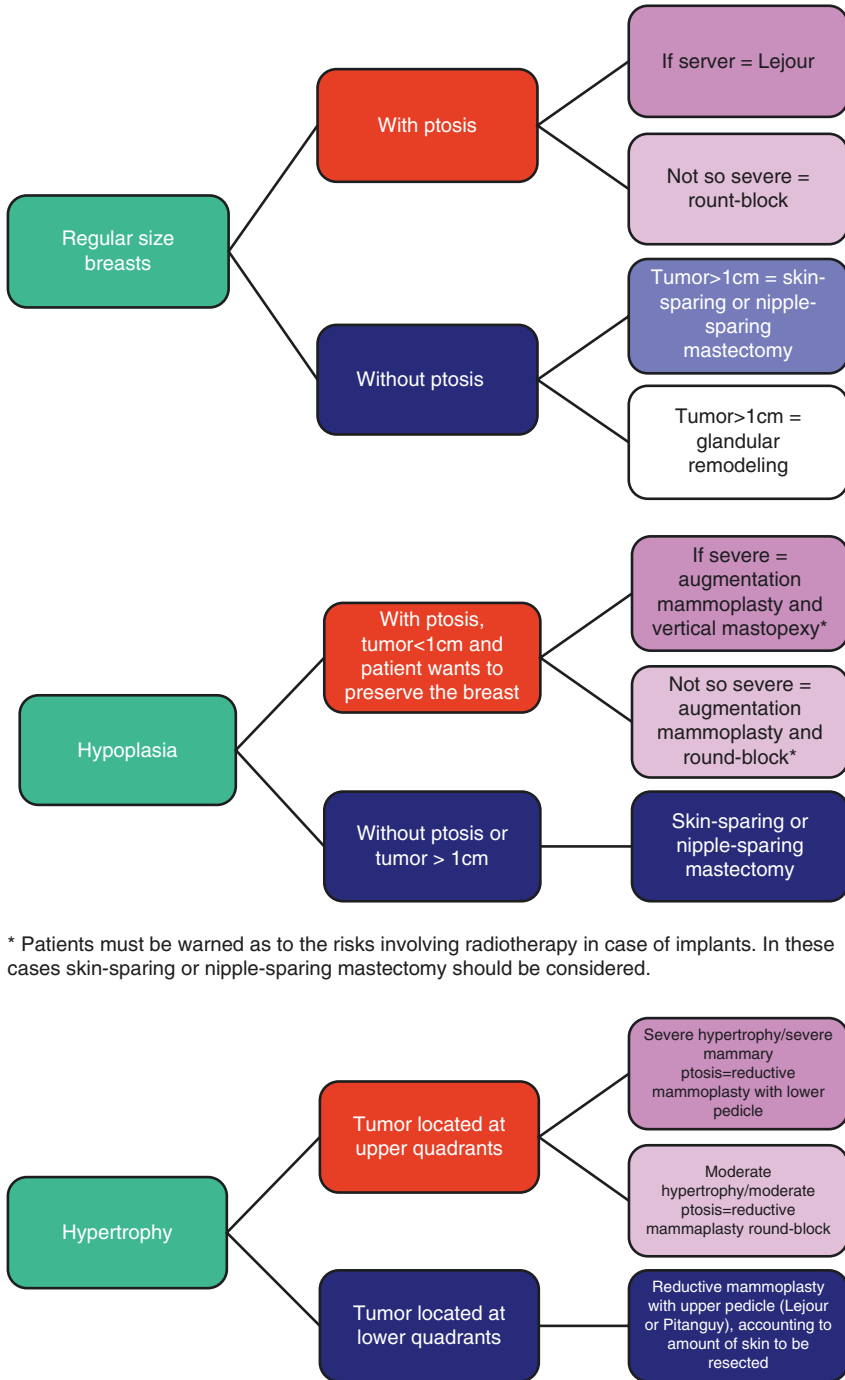 If server = Lejour
With ptosis
Not so severe =
rount-block
Regular size
breasts
Tumor>1cm = skin-
sparing or nipple-
sparing
mastectomy
Without ptosis
Tumor>1cm =
glandular
remodeling
If severe =
augmentation
mammoplasty and
vertical mastopexy*
With ptosis,
tumor<1cm and
patient wants to
preserve the breast
Not so severe =
augmentation
mammoplasty and
round-block*
Hypoplasia
Without ptosis or
tumor > 1cm
Skin-sparing or
nipple-sparing
mastectomy
* Patients must be warned as to the risks involving radiotherapy in case of implants. In these
cases skin-sparing or nipple-sparing mastectomy should be considered.
Severe hypertrophy/severe
mammary
ptosis=reductive
mammoplasty with lower
pedicle
Tumor located at
upper quadrants
Moderate
hypertrophy/moderate
ptosis=reductive
mammaplasty round-block
Hypertrophy
Tumor located at
lower quadrants
Reductive mammoplasty
with upper pedicle (Lejour
or Pitanguy), accounting to
amount of skin to be
resected